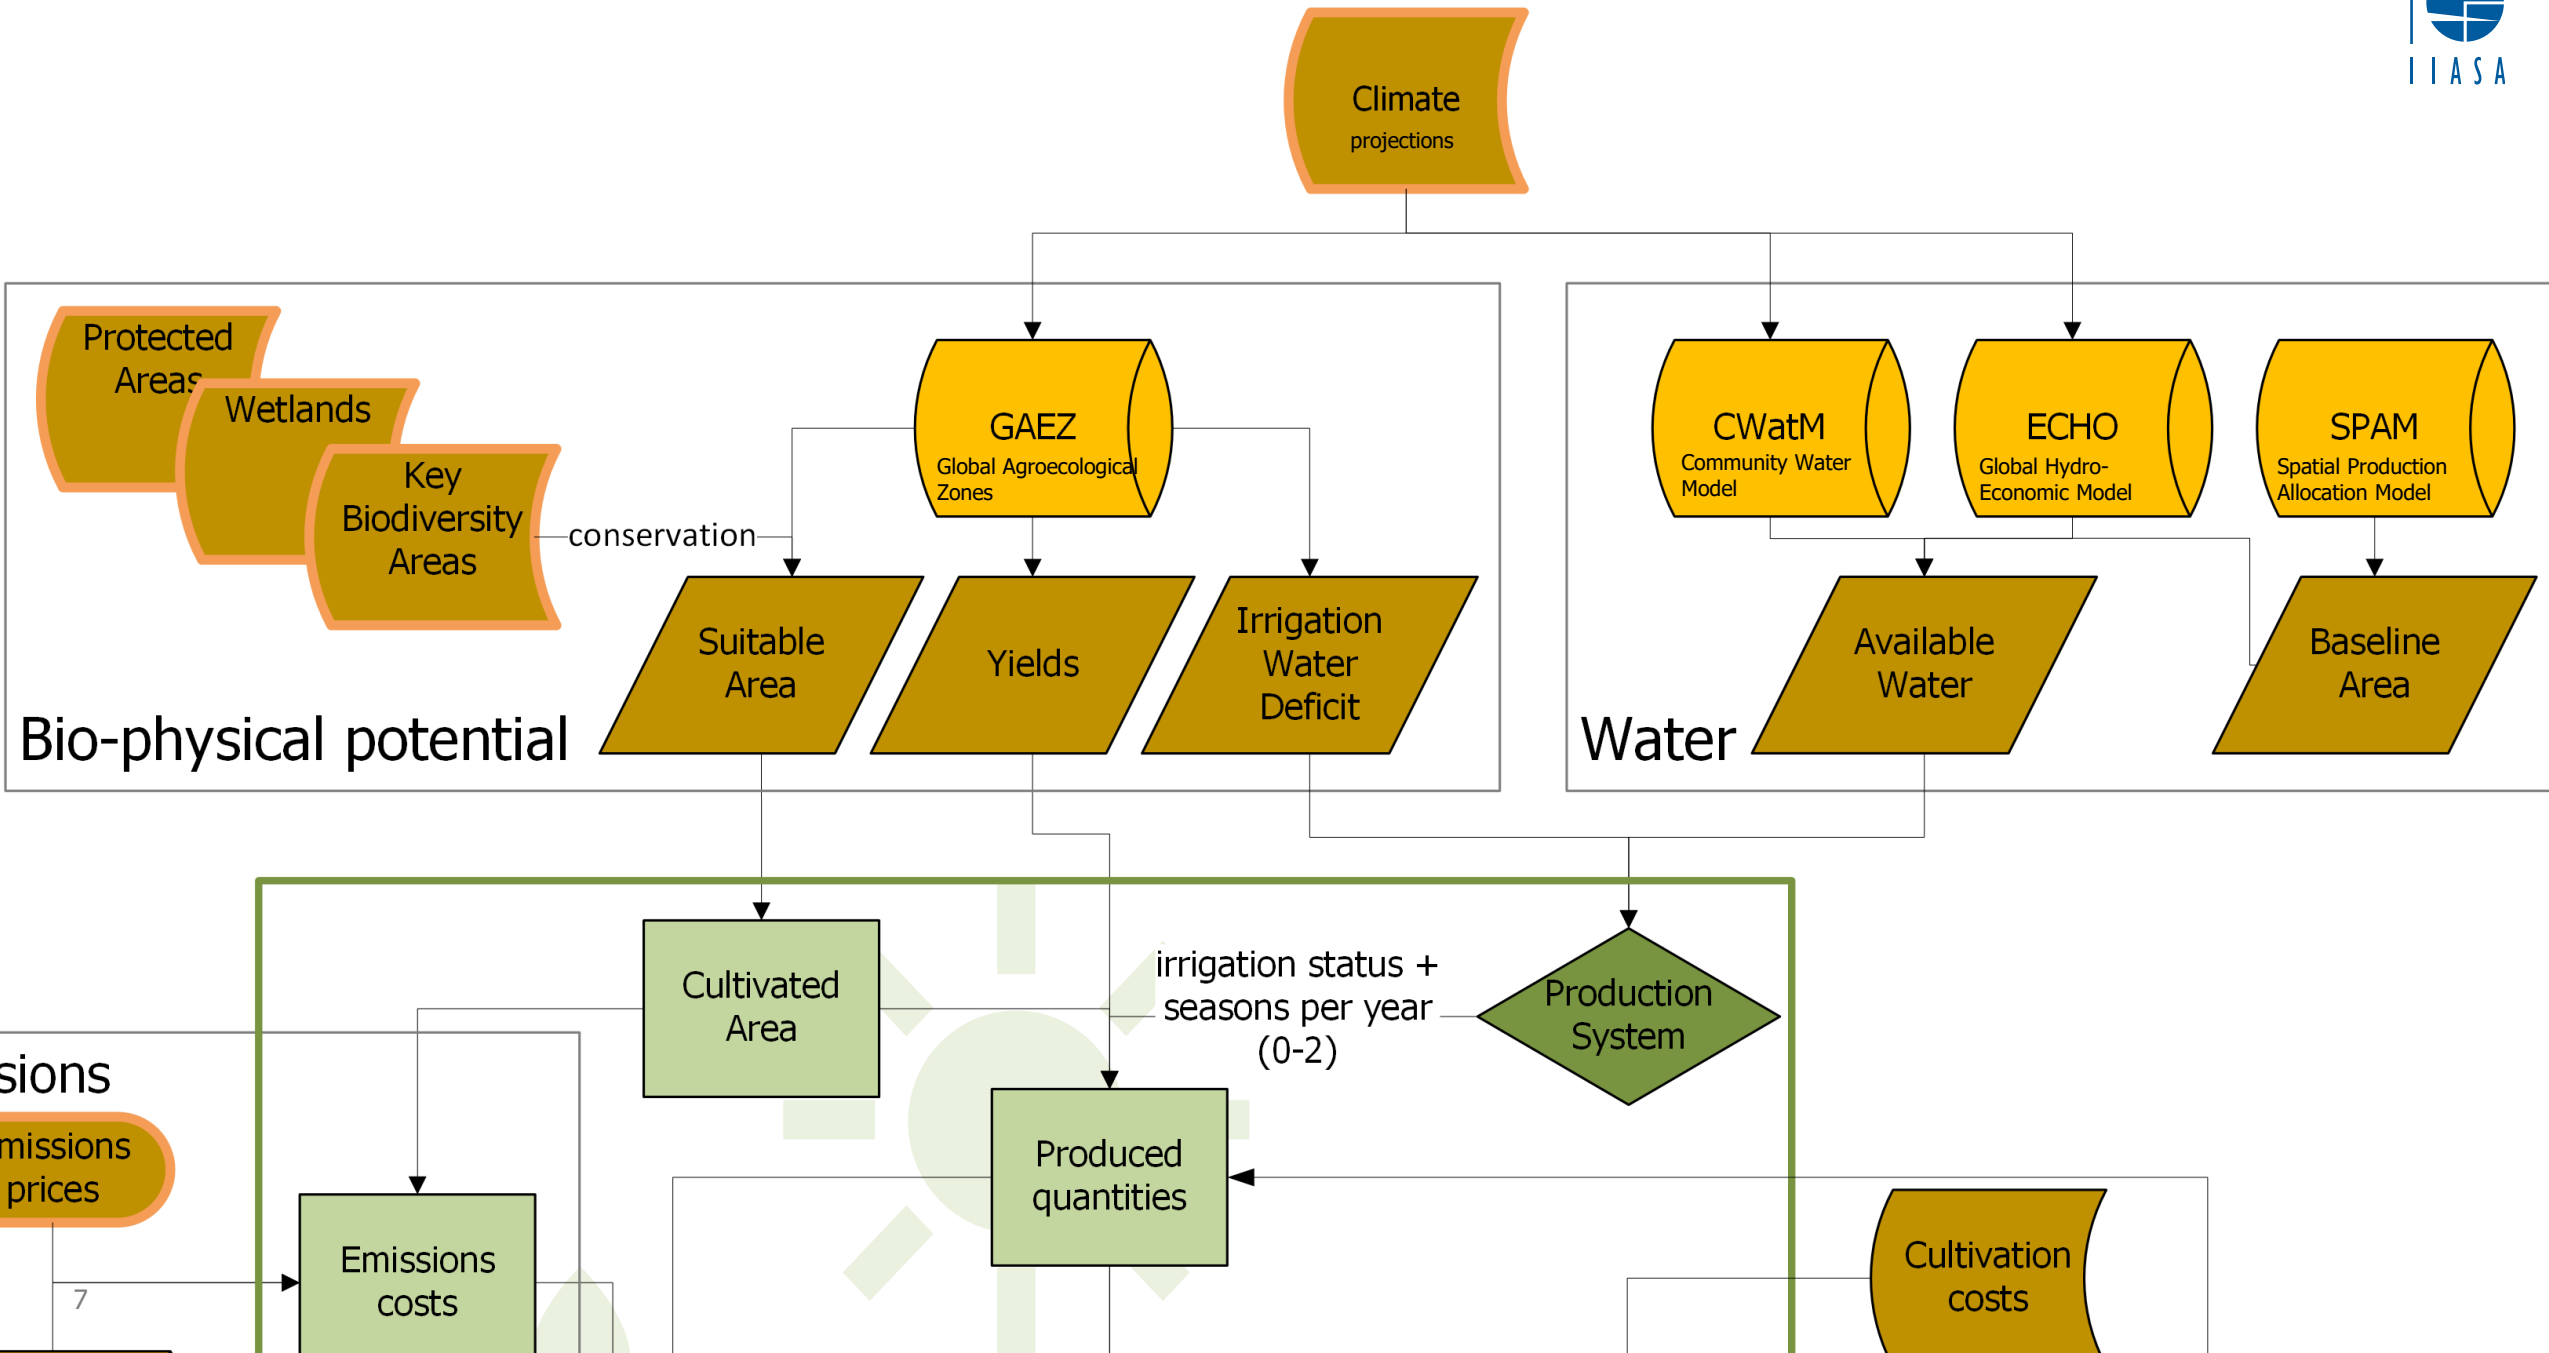 IIASA
Climate
projections
Protected
Areas
Wetlands
Key
Biodiversity
Areas
conservation
GAEZ
Global Agroecological
Zones
CWatM
Community Water
Model
ECHO
Global Hydro-
Economic Model
SPAM
Spatial Production
Allocation Model
Suitable
Area
Yields
Irrigation
Water
Deficit
Available
Water
Baseline
Area
Bio-physical potential
Water
Cultivated
Area
irrigation status +
seasons per year
(0-2)
Production
System
sions
missions
prices
Produced
quantities
Emissions
costs
Cultivation
costs
7